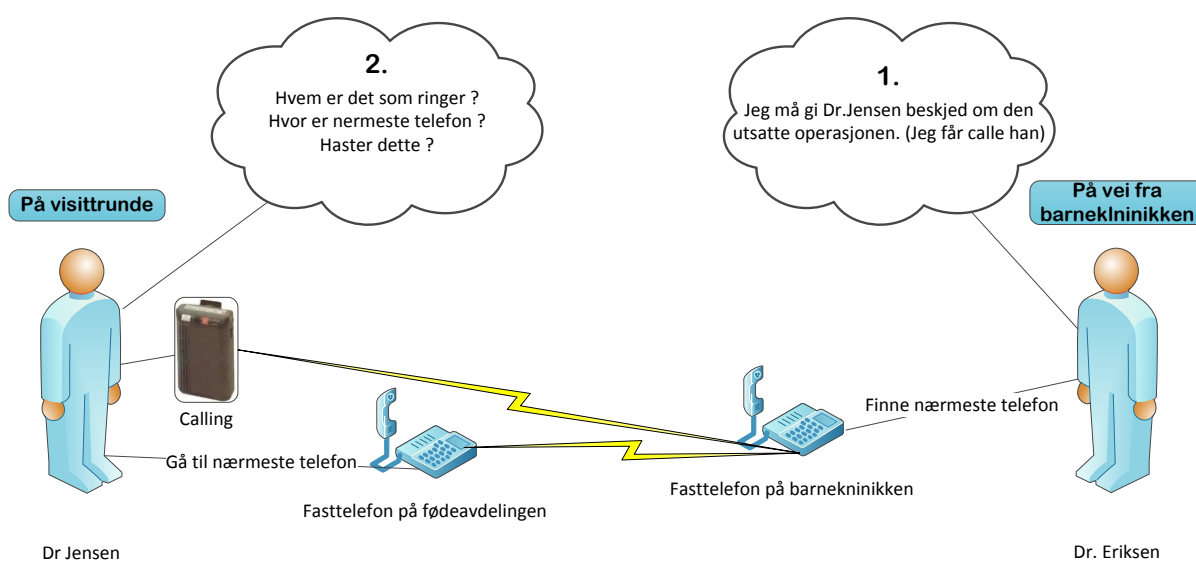 2.
Hvem er det som ringer ?
Hvor er nermeste telefon ?
Haster dette ?
1.
Jeg må gi Dr.Jensen beskjed om den
utsatte operasjonen. (Jeg får calle han)
På visittrunde
På vei fra
barneklninikken
Calling
Finne nærmeste telefon
Gå til nærmeste telefon
Fasttelefon på barnekninikken
Fasttelefon på fødeavdelingen
Dr Jensen
Dr. Eriksen